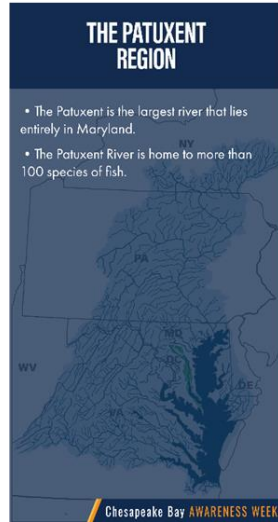 THE PATUXENT
REGION
• The Patuxent is the largest river that lies
entirely in Maryland.
• The Patuxent River is home to more than
100 species of fish.
NY
PA
MD
DC
WV
DE
VA
Chesapeake Bay AWARENESS WEEK